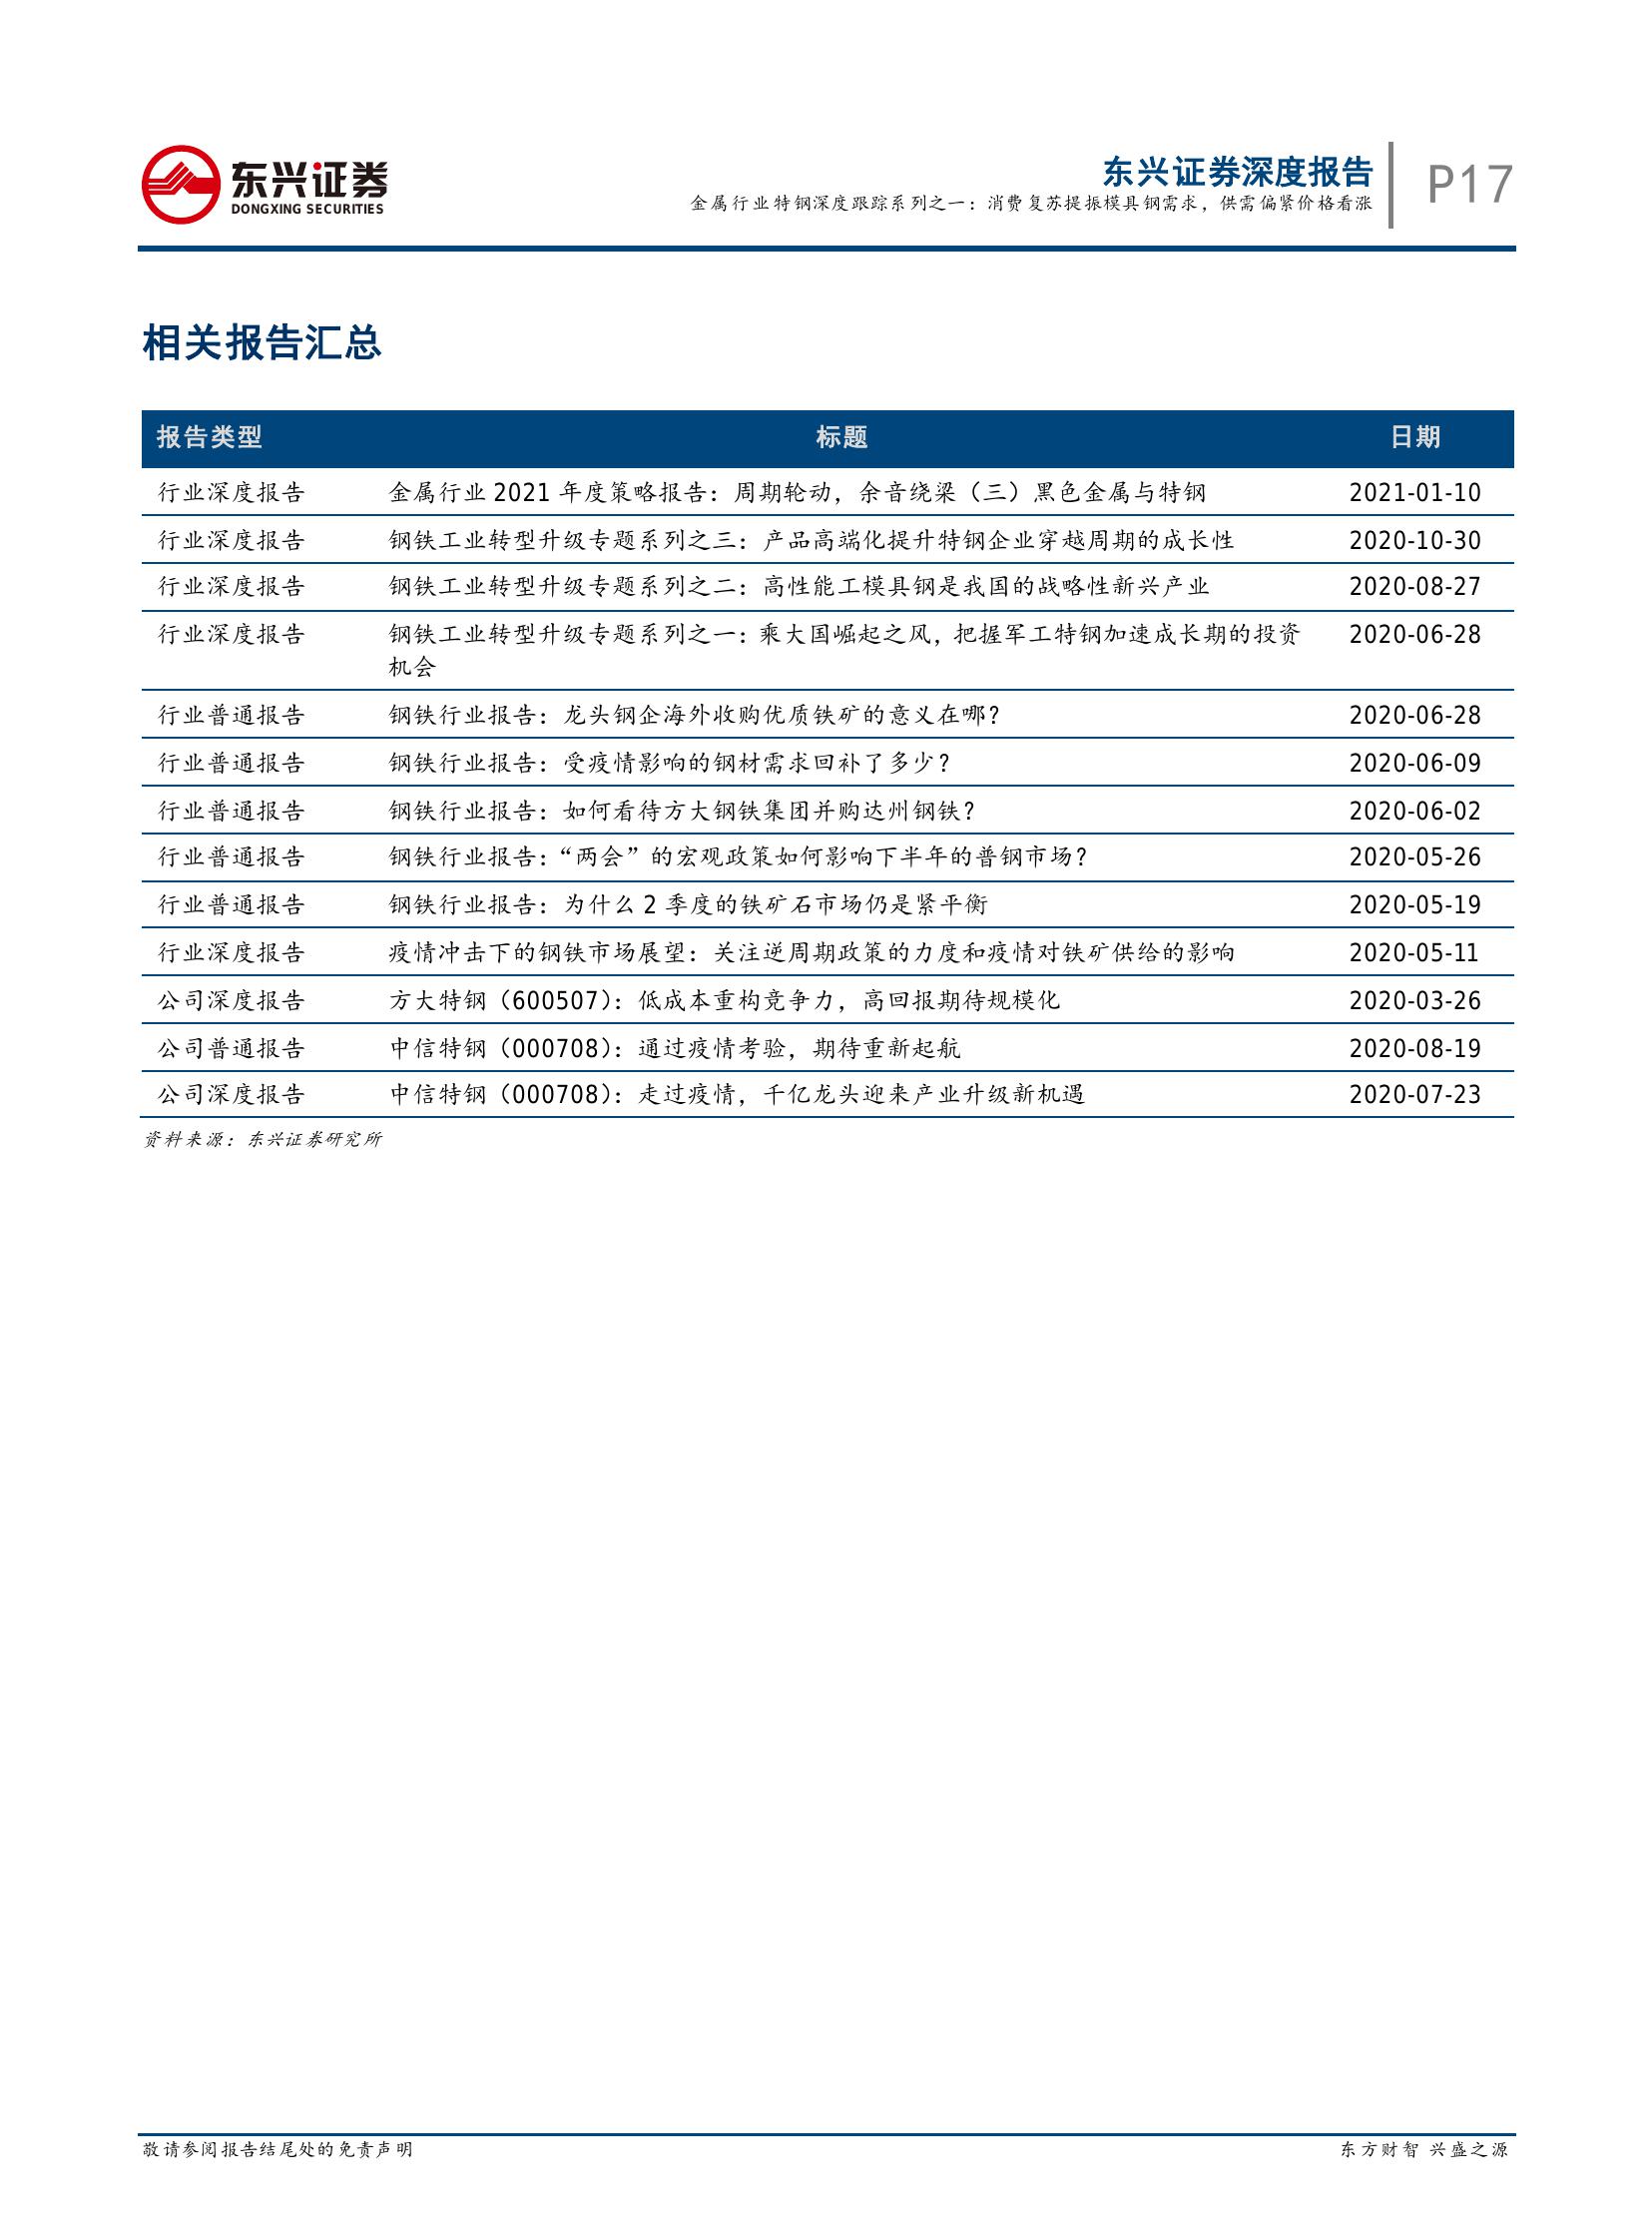 东兴证券
DONGXING SECURITIES
东兴证券深度报告
金属行业特钢深度跟踪系列之一：消费复苏提振模具钢需求，供需偏紧价格看涨
P17
相关报告汇总
报告类型 标题 日期
行业深度报告 金属行业 2021 年度策略报告：周期轮动，余音绕梁（三）黑色金属与特钢 2021-01-10
行业深度报告 钢铁工业转型升级专题系列之三：产品高端化提升特钢企业穿越周期的成长性 2020-10-30
行业深度报告 钢铁工业转型升级专题系列之二：高性能工模具钢是我国的战略性新兴产业 2020-08-27
行业深度报告 钢铁工业转型升级专题系列之一：乘大国崛起之风，把握军工特钢加速成长期的投资 2020-06-28
机会
行业普通报告 钢铁行业报告：龙头钢企海外收购优质铁矿的意义在哪？ 2020-06-28
行业普通报告 钢铁行业报告：受疫情影响的钢材需求回补了多少？ 2020-06-09
行业普通报告 钢铁行业报告：如何看待方大钢铁集团并购达州钢铁？ 2020-06-02
行业普通报告 钢铁行业报告：“两会”的宏观政策如何影响下半年的普钢市场？ 2020-05-26
行业普通报告 钢铁行业报告：为什么 2 季度的铁矿石市场仍是紧平衡 2020-05-19
行业深度报告 疫情冲击下的钢铁市场展望：关注逆周期政策的力度和疫情对铁矿供给的影响 2020-05-11
公司深度报告 方大特钢（600507）：低成本重构竞争力，高回报期待规模化 2020-03-26
公司普通报告 中信特钢（000708）：通过疫情考验，期待重新起航 2020-08-19
公司深度报告 中信特钢（000708）：走过疫情，千亿龙头迎来产业升级新机遇 2020-07-23
资料来源：东兴证券研究所
敬请参阅报告结尾处的免责声明
东方财智 兴盛之源